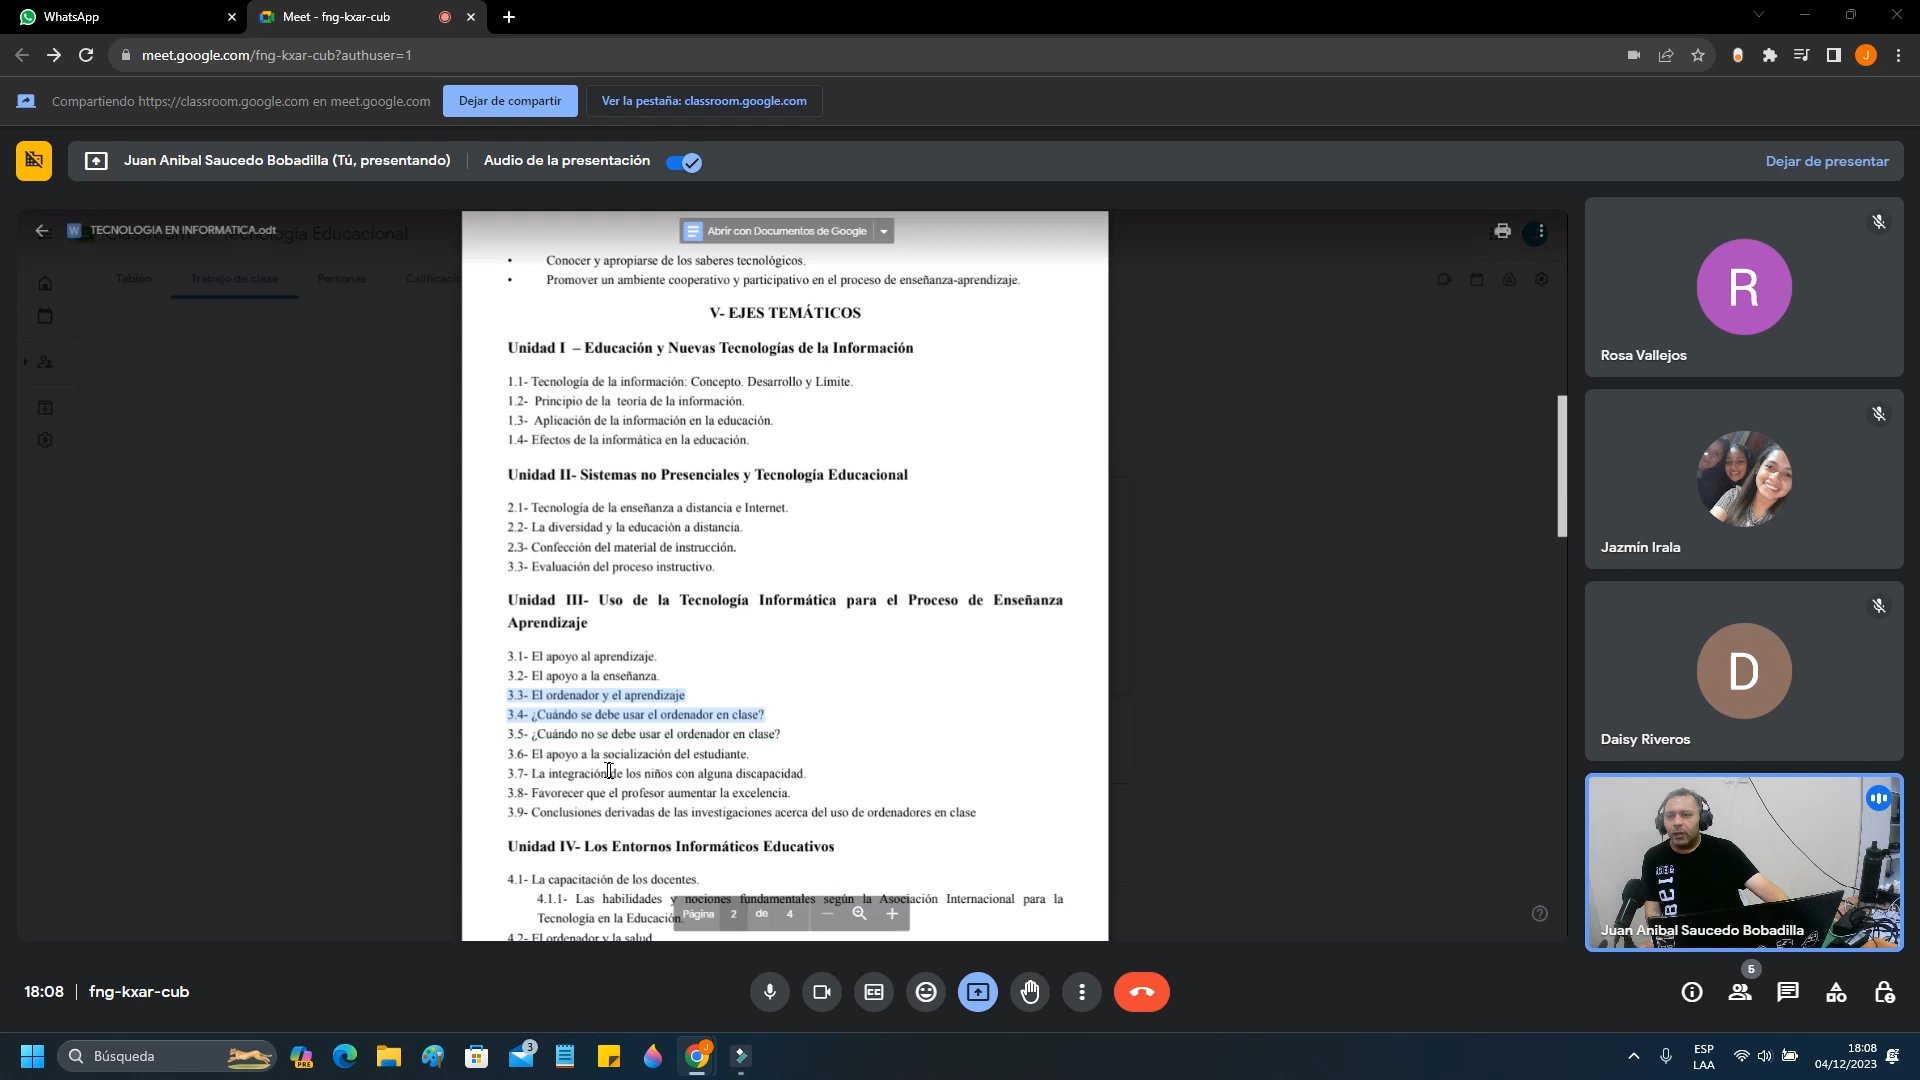 WhatsApp
Meet - fng-kxar-cub
meet.google.com/fng-kxar-cub?authuser=1
J
Compartiendo https://classroom.google.com en meet.google.com
Dejar de compartir
Ver la pestaña: classroom.google.com
Juan Anibal Saucedo Bobadilla (Tú, presentando)
Audio de la presentación
Dejar de presentar
TECNOLOGIA EN INFORMATICA.odt
Abrir con Documentos de Google
Tablón
Trabajo de clase
Personas
• Conocer y apropiarse de los saberes tecnológicos.
• Promover un ambiente cooperativo y participativo en el proceso de enseñanza-aprendizaje.
V- EJES TEMÁTICOS
Unidad I – Educación y Nuevas Tecnologías de la Información
1.1- Tecnología de la información: Concepto. Desarrollo y Límite.
1.2- Principio de la teoría de la información.
1.3- Aplicación de la información en la educación.
1.4- Efectos de la informática en la educación.
Unidad II- Sistemas no Presenciales y Tecnología Educacional
2.1- Tecnología de la enseñanza a distancia e Internet.
2.2- La diversidad y la educación a distancia.
2.3- Confección del material de instrucción.
3.3- Evaluación del proceso instructivo.
Unidad III- Uso de la Tecnología Informática para el Proceso de Enseñanza
Aprendizaje
3.1- El apoyo al aprendizaje.
3.2- El apoyo a la enseñanza.
3.3- El ordenador y el aprendizaje
3.4- ¿Cuándo se debe usar el ordenador en clase?
3.5- ¿Cuándo no se debe usar el ordenador en clase?
3.6- El apoyo a la socialización del estudiante.
3.7- La integración de los niños con alguna discapacidad.
3.8- Favorecer que el profesor aumentar la excelencia.
3.9- Conclusiones derivadas de las investigaciones acerca del uso de ordenadores en clase
Unidad IV- Los Entornos Informáticos Educativos
4.1- La capacitación de los docentes.
4.1.1- Las habilidades y nociones fundamentales según la Asociación Internacional para la
Tecnología en la Educación.
4.2- El ordenador y la salud
Página 2 de 4
R
Rosa Vallejos
Jazmín Irala
D
Daisy Riveros
Juan Anibal Saucedo Bobadilla
18:08 | fng-kxar-cub
5
Búsqueda
PRE
3
J
ESP
LAA
18:08
04/12/2023